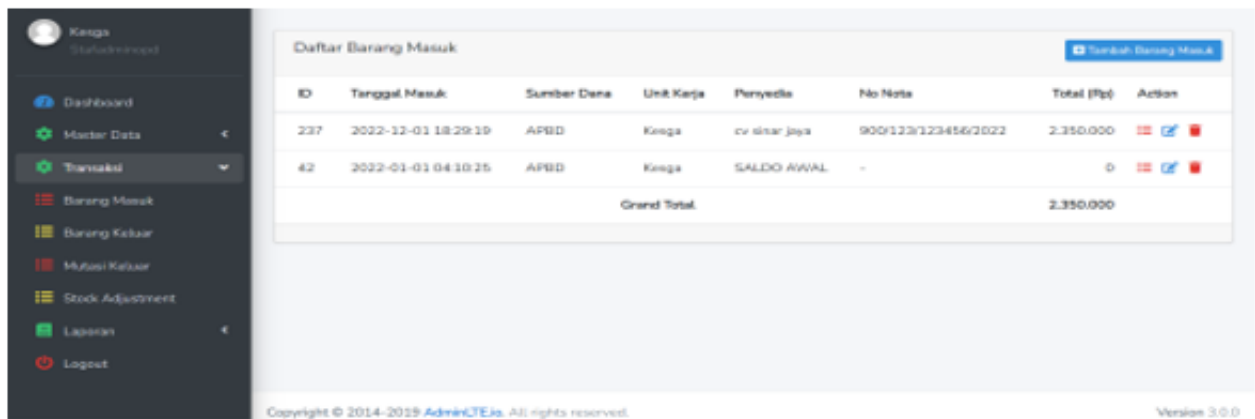 Kesga
Stafadminopd
Dashboard
Master Data
Transaksi
Barang Masuk
Barang Keluar
Mutasi Keluar
Stock Adjustment
Laporan
Logout
Daftar Barang Masuk
Tambah Barang Masuk
ID Tanggal Masuk Sumber Dana Unit Kerja Penyedia No Nota Total (Rp) Action
237 2022-12-01 18:29:19 APBD Kesga cv sinar jaya 900/123/123456/2022 2.350.000
42 2022-01-01 04:10:25 APBD Kesga SALDO AWAL - 0
Grand Total 2.350.000
Copyright © 2014-2019 AdminLTE.io. All rights reserved.
Version 3.0.0